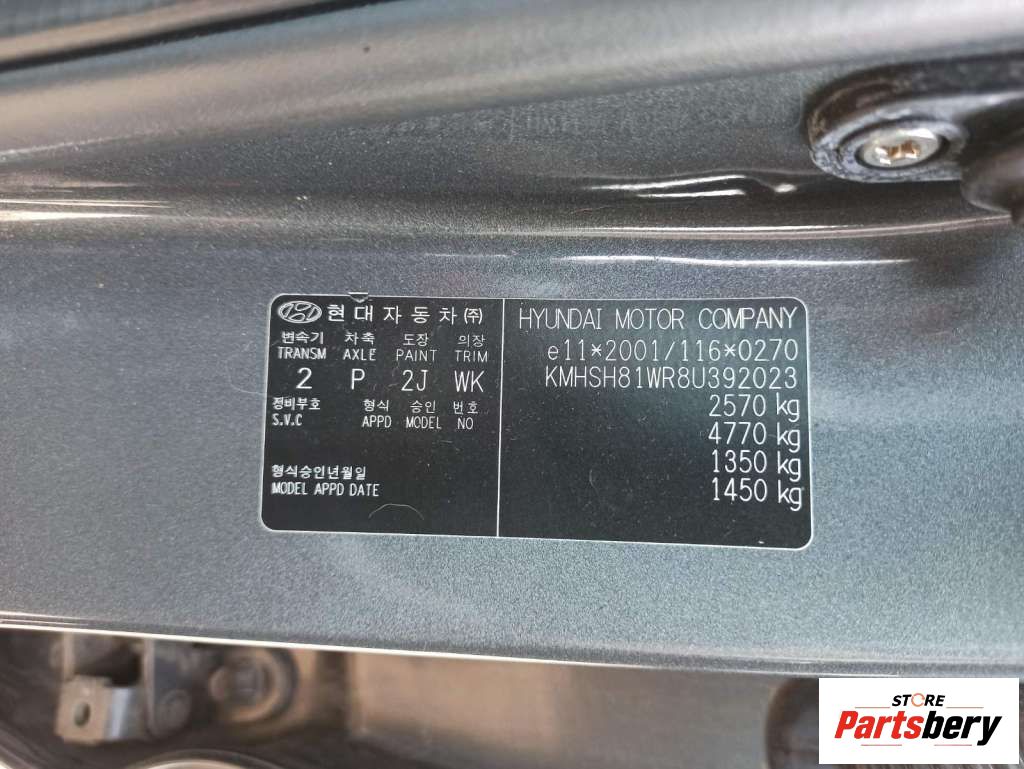 현대자동차㈜
변속기 차축 도장 의장
TRANSM AXLE PAINT TRIM
2 P 2J WK
정비부호 형식 승인 번호
S.V.C APPD MODEL NO
형식승인년월일
MODEL APPD DATE
HYUNDAI MOTOR COMPANY
e11*2001/116*0270
KMHSH81WR8U392023
2570 kg
4770 kg
1350 kg
1450 kg
STORE
Partsbery